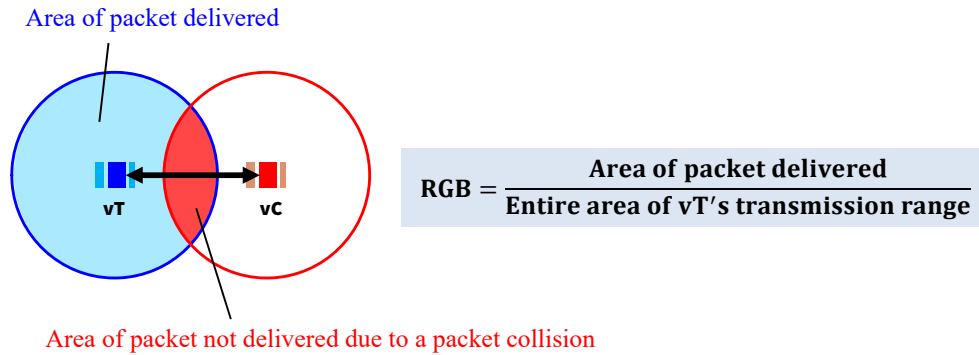 Area of packet delivered
vT
vC
RGB = Area of packet delivered / Entire area of vT′s transmission range
Area of packet not delivered due to a packet collision